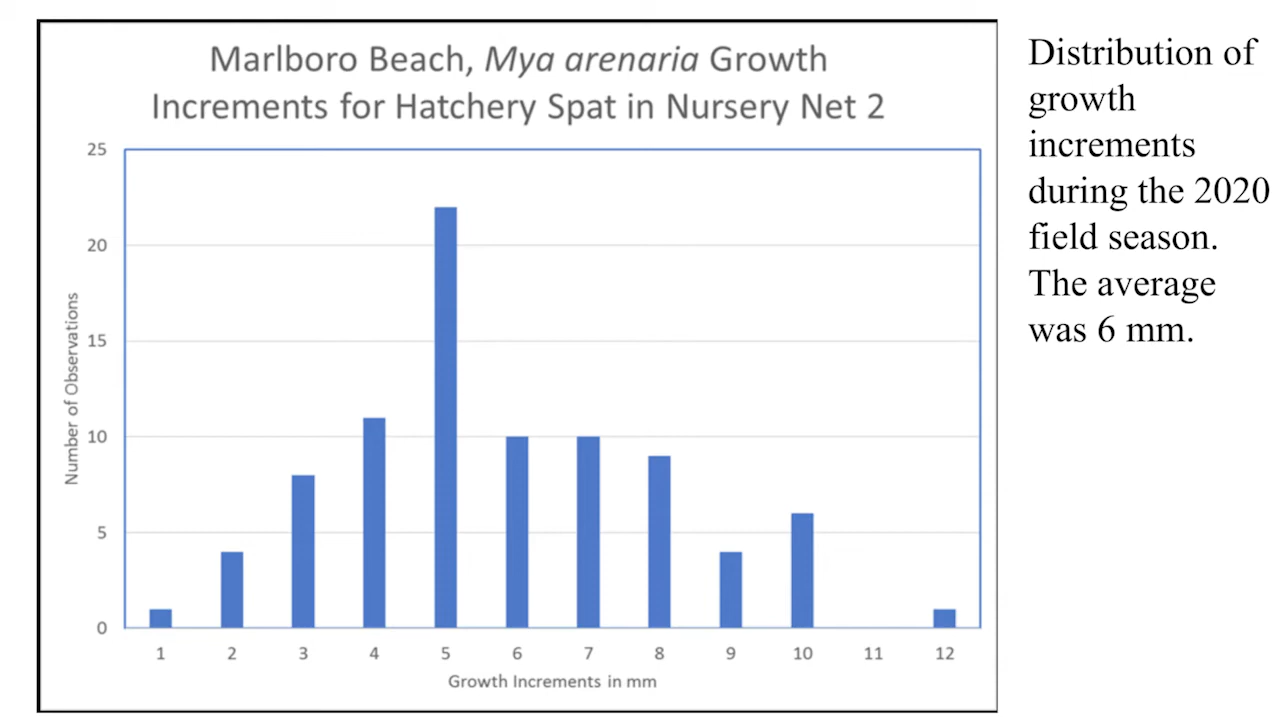 Marlboro Beach, Mya arenaria Growth
Increments for Hatchery Spat in Nursery Net 2
25
20
15
10
5
0
Number of Observations
1 2 3 4 5 6 7 8 9 10 11 12
Growth Increments in mm
Distribution of
growth
increments
during the 2020
field season.
The average
was 6 mm.